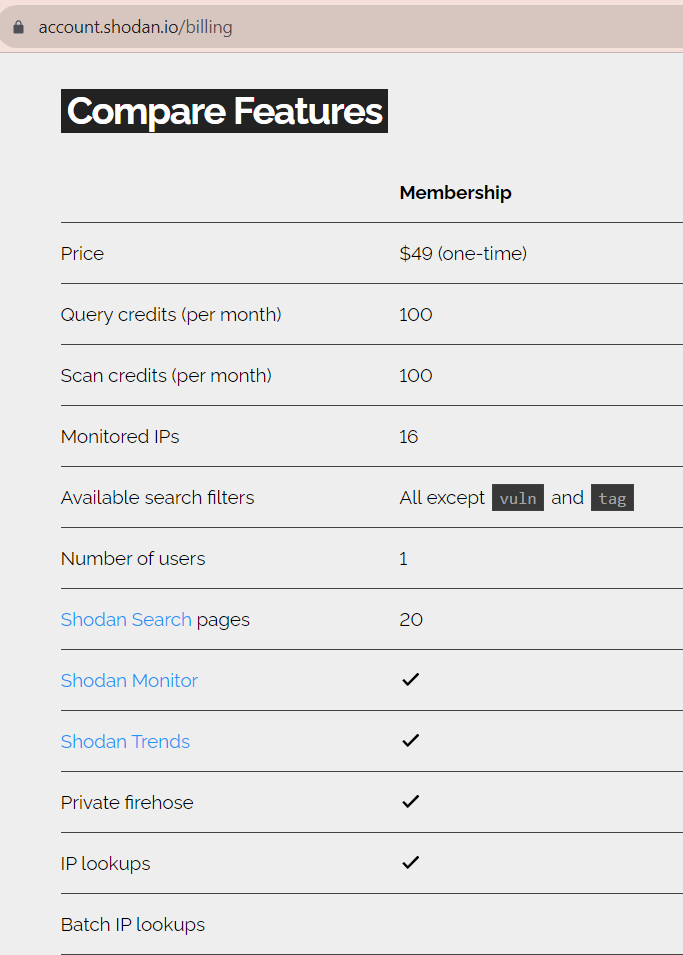 account.shodan.io/billing
Compare Features
Membership
Price $49 (one-time)
Query credits (per month) 100
Scan credits (per month) 100
Monitored IPs 16
Available search filters All except vuln and tag
Number of users 1
Shodan Search pages 20
Shodan Monitor ✓
Shodan Trends ✓
Private firehose ✓
IP lookups ✓
Batch IP lookups